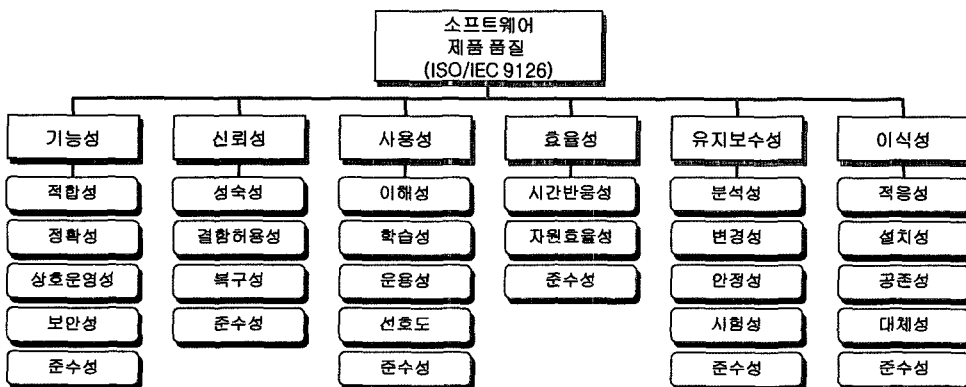 소프트웨어
제품 품질
(ISO/IEC 9126)
기능성
신뢰성
사용성
효율성
유지보수성
이식성
적합성
성숙성
이해성
시간반응성
분석성
적응성
정확성
결함허용성
학습성
자원효율성
변경성
설치성
상호운영성
복구성
운용성
준수성
안정성
공존성
보안성
준수성
선호도
시험성
대체성
준수성
준수성
준수성
준수성